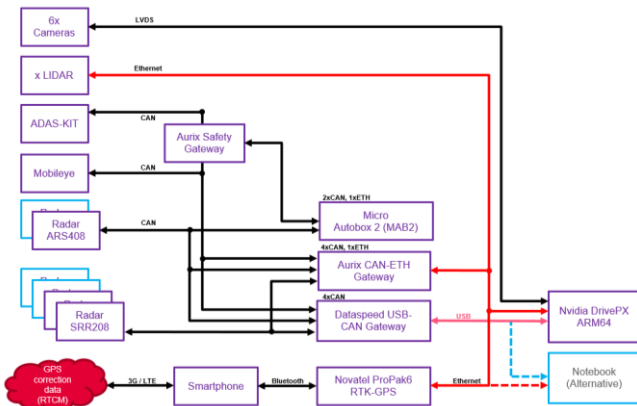 6x
Cameras
LVDS
x LIDAR
Ethernet
ADAS-KIT
CAN
Aurix Safety
Gateway
Mobileye
CAN
2xCAN, 1xETH
Micro
Autobox 2 (MAB2)
Radar
ARS408
CAN
4xCAN, 1xETH
Aurix CAN-ETH
Gateway
4xCAN
Dataspeed USB-
CAN Gateway
USB
Nvidia DrivePX
ARM64
Radar
SRR208
GPS
correction
data
(RTCM)
3G / LTE
Smartphone
Bluetooth
Novatel ProPak6
RTK-GPS
Ethernet
Notebook
(Alternative)